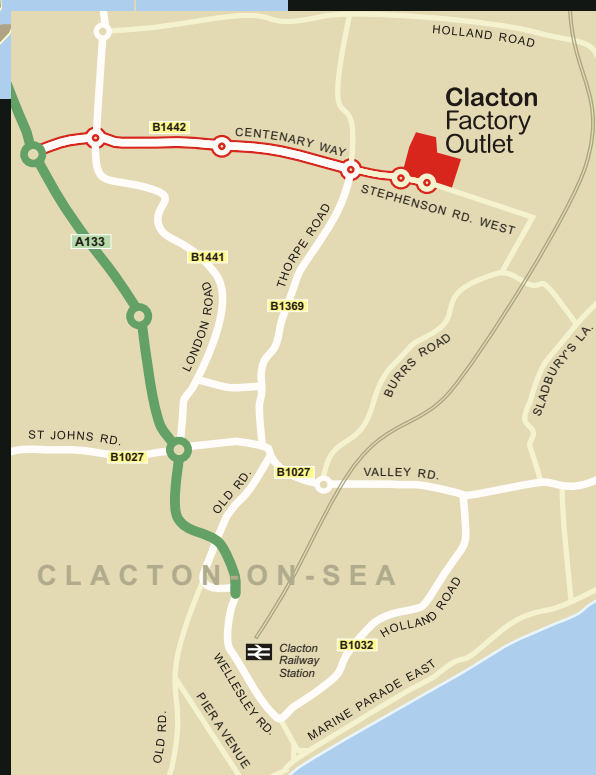 HOLLAND ROAD
Clacton
Factory
Outlet
B1442
CENTENARY WAY
STEPHENSON RD. WEST
A133
B1441
THORPE ROAD
LONDON ROAD
B1369
BURRS ROAD
SLADBURY'S LA.
ST JOHNS RD.
B1027
B1027
VALLEY RD.
OLD RD.
CLACTON-ON-SEA
HOLLAND ROAD
B1032
Clacton
Railway
Station
WELLESLEY RD.
MARINE PARADE EAST
PIER AVENUE
OLD RD.